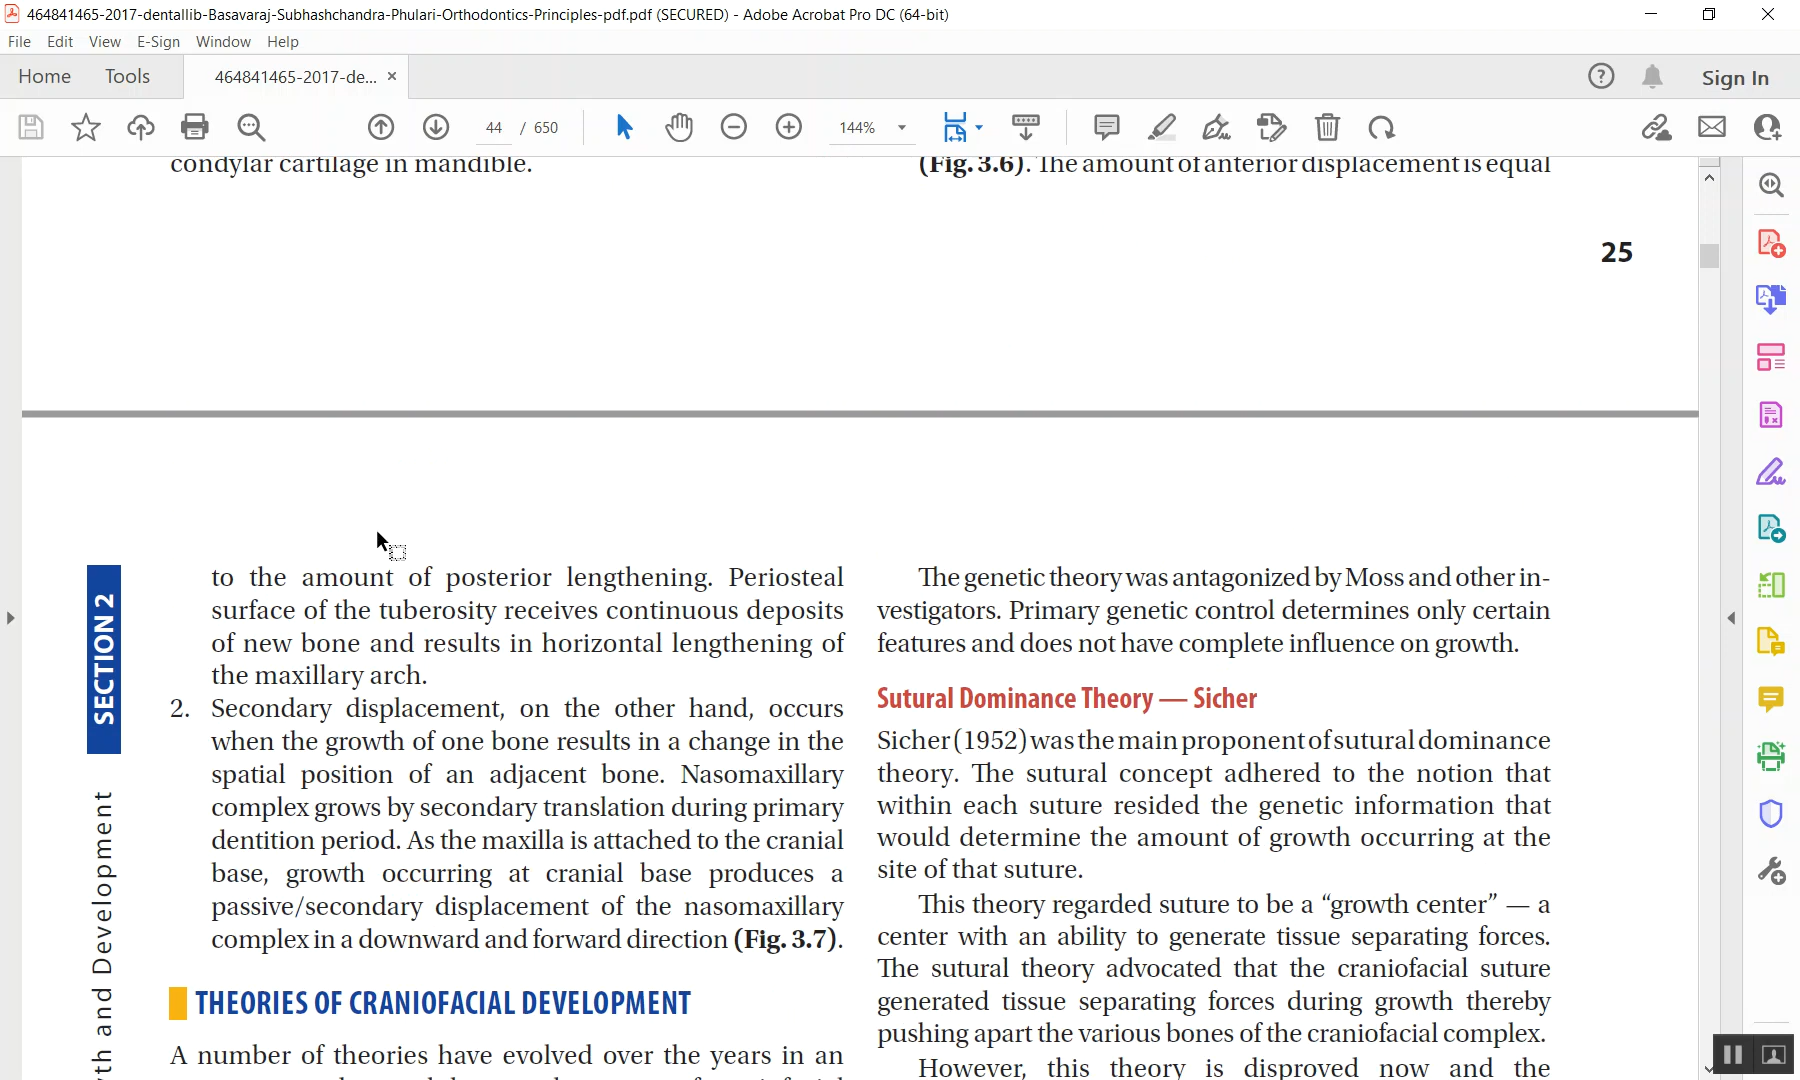 464841465-2017-dentallib-Basavaraj-Subhashchandra-Phulari-Orthodontics-Principles-pdf.pdf (SECURED) - Adobe Acrobat Pro DC (64-bit)
File Edit View E-Sign Window Help
Home Tools 464841465-2017-de... × Sign In
44 / 650 144%
condylar cartilage in mandible.
(Fig. 3.6). The amount of anterior displacement is equal
25
SECTION 2
th and Development
to the amount of posterior lengthening. Periosteal
surface of the tuberosity receives continuous deposits
of new bone and results in horizontal lengthening of
the maxillary arch.
2. Secondary displacement, on the other hand, occurs
when the growth of one bone results in a change in the
spatial position of an adjacent bone. Nasomaxillary
complex grows by secondary translation during primary
dentition period. As the maxilla is attached to the cranial
base, growth occurring at cranial base produces a
passive/secondary displacement of the nasomaxillary
complex in a downward and forward direction (Fig. 3.7).
THEORIES OF CRANIOFACIAL DEVELOPMENT
A number of theories have evolved over the years in an
The genetic theory was antagonized by Moss and other in-
vestigators. Primary genetic control determines only certain
features and does not have complete influence on growth.
Sutural Dominance Theory — Sicher
Sicher (1952) was the main proponent of sutural dominance
theory. The sutural concept adhered to the notion that
within each suture resided the genetic information that
would determine the amount of growth occurring at the
site of that suture.
This theory regarded suture to be a “growth center” — a
center with an ability to generate tissue separating forces.
The sutural theory advocated that the craniofacial suture
generated tissue separating forces during growth thereby
pushing apart the various bones of the craniofacial complex.
However, this theory is disproved now and the